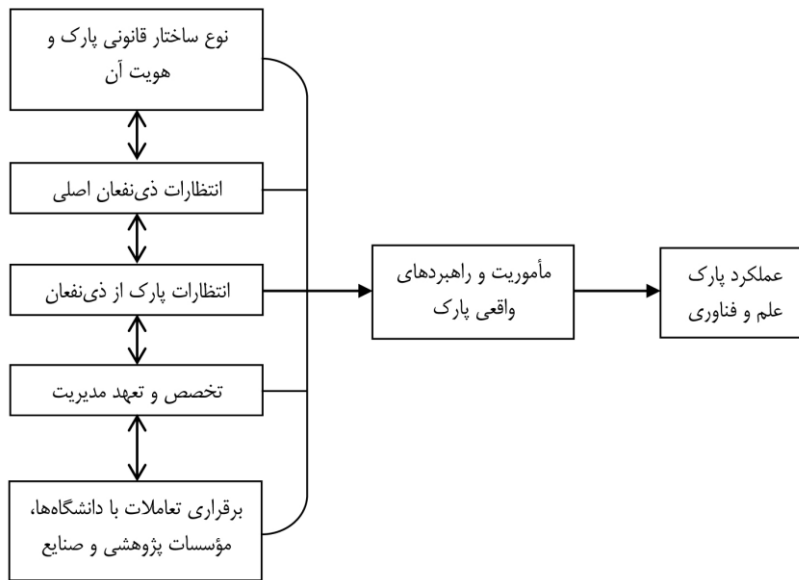 نوع ساختار قانونی پارک و
هویت آن
انتظارات ذی‌نفعان اصلی
انتظارات پارک از ذی‌نفعان
تخصص و تعهد مدیریت
برقراری تعاملات با دانشگاه‌ها،
مؤسسات پژوهشی و صنایع
مأموریت و راهبردهای
واقعی پارک
عملکرد پارک
علم و فناوری